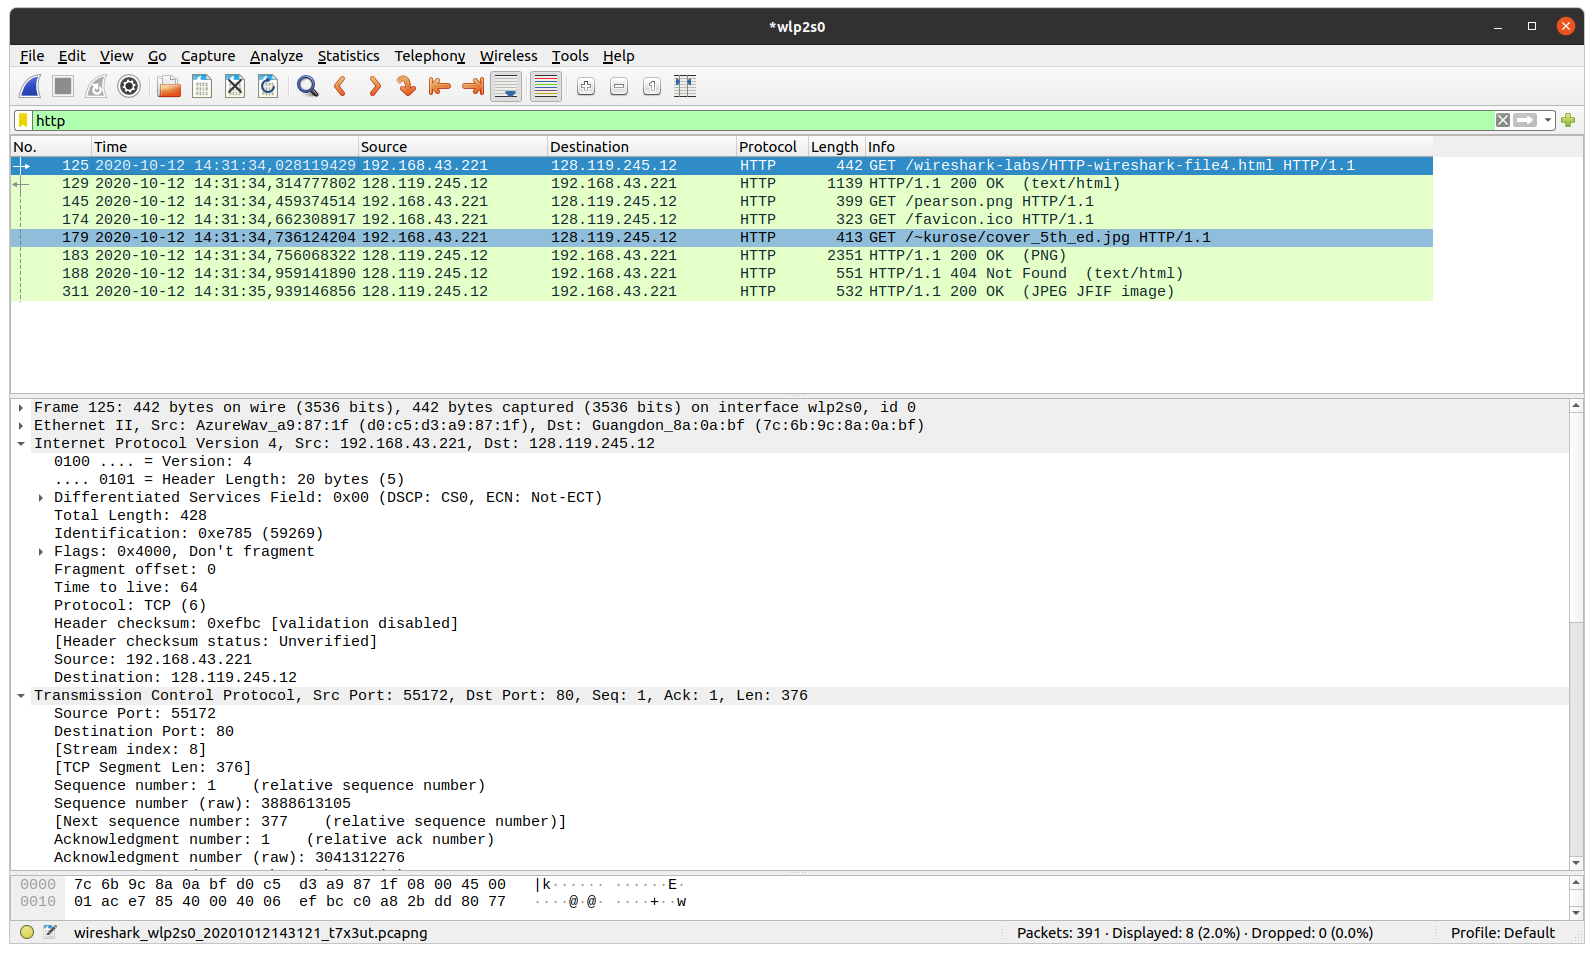 *wlp2s0
File Edit View Go Capture Analyze Statistics Telephony Wireless Tools Help
http
No. Time Source Destination Protocol Length Info
125 2020-10-12 14:31:34,028119429 192.168.43.221 128.119.245.12 HTTP 442 GET /wireshark-labs/HTTP-wireshark-file4.html HTTP/1.1
129 2020-10-12 14:31:34,314777802 128.119.245.12 192.168.43.221 HTTP 1139 HTTP/1.1 200 OK (text/html)
145 2020-10-12 14:31:34,459374514 192.168.43.221 128.119.245.12 HTTP 399 GET /pearson.png HTTP/1.1
174 2020-10-12 14:31:34,662308917 192.168.43.221 128.119.245.12 HTTP 323 GET /favicon.ico HTTP/1.1
179 2020-10-12 14:31:34,736124204 192.168.43.221 128.119.245.12 HTTP 413 GET /~kurose/cover_5th_ed.jpg HTTP/1.1
183 2020-10-12 14:31:34,756068322 128.119.245.12 192.168.43.221 HTTP 2351 HTTP/1.1 200 OK (PNG)
188 2020-10-12 14:31:34,959141890 128.119.245.12 192.168.43.221 HTTP 551 HTTP/1.1 404 Not Found (text/html)
311 2020-10-12 14:31:35,939146856 128.119.245.12 192.168.43.221 HTTP 532 HTTP/1.1 200 OK (JPEG JFIF image)
Frame 125: 442 bytes on wire (3536 bits), 442 bytes captured (3536 bits) on interface wlp2s0, id 0
Ethernet II, Src: AzureWav_a9:87:1f (d0:c5:d3:a9:87:1f), Dst: Guangdon_8a:0a:bf (7c:6b:9c:8a:0a:bf)
Internet Protocol Version 4, Src: 192.168.43.221, Dst: 128.119.245.12
0100 .... = Version: 4
.... 0101 = Header Length: 20 bytes (5)
Differentiated Services Field: 0x00 (DSCP: CS0, ECN: Not-ECT)
Total Length: 428
Identification: 0xe785 (59269)
Flags: 0x4000, Don't fragment
Fragment offset: 0
Time to live: 64
Protocol: TCP (6)
Header checksum: 0xefbc [validation disabled]
[Header checksum status: Unverified]
Source: 192.168.43.221
Destination: 128.119.245.12
Transmission Control Protocol, Src Port: 55172, Dst Port: 80, Seq: 1, Ack: 1, Len: 376
Source Port: 55172
Destination Port: 80
[Stream index: 8]
[TCP Segment Len: 376]
Sequence number: 1 (relative sequence number)
Sequence number (raw): 3888613105
[Next sequence number: 377 (relative sequence number)]
Acknowledgment number: 1 (relative ack number)
Acknowledgment number (raw): 3041312276
0000 7c 6b 9c 8a 0a bf d0 c5 d3 a9 87 1f 08 00 45 00 |k······ ······E·
0010 01 ac e7 85 40 00 40 06 ef bc c0 a8 2b dd 80 77 ····@·@· ····+··w
wireshark_wlp2s0_20201012143121_t7x3ut.pcapng Packets: 391 · Displayed: 8 (2.0%) · Dropped: 0 (0.0%) Profile: Default